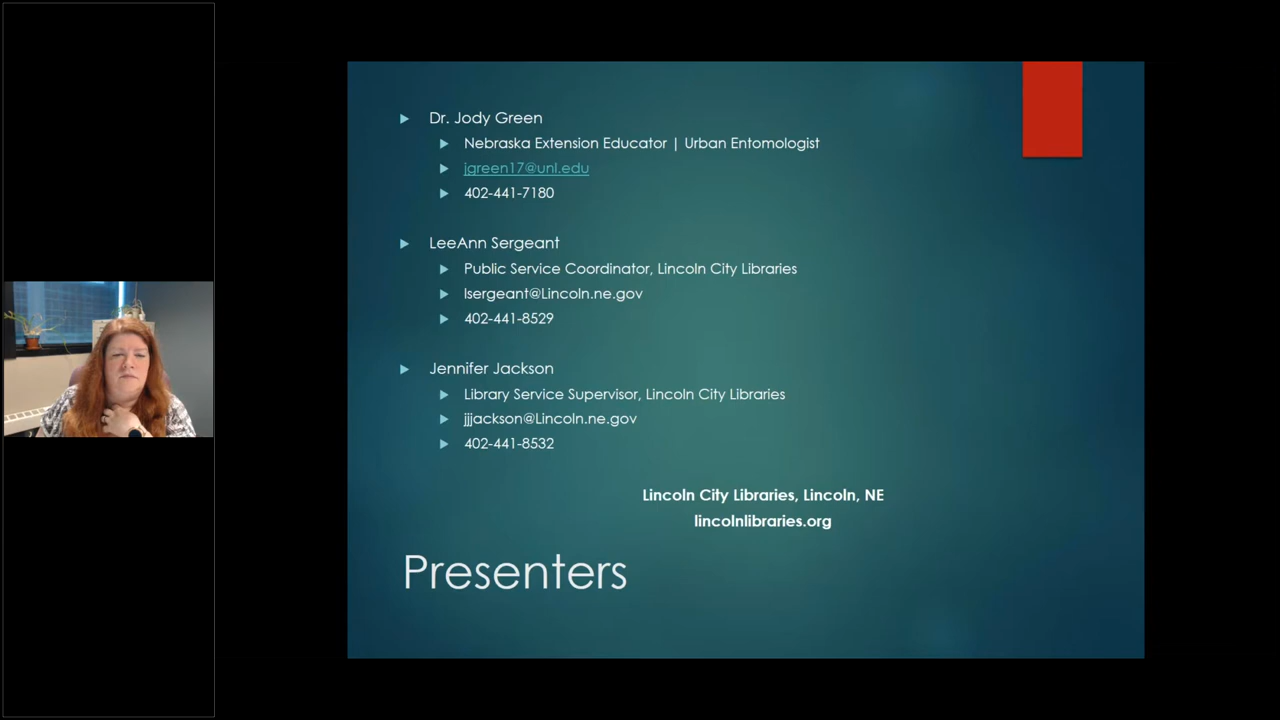 Dr. Jody Green
Nebraska Extension Educator | Urban Entomologist
jgreen17@unl.edu
402-441-7180
LeeAnn Sergeant
Public Service Coordinator, Lincoln City Libraries
lsergeant@Lincoln.ne.gov
402-441-8529
Jennifer Jackson
Library Service Supervisor, Lincoln City Libraries
jjjackson@Lincoln.ne.gov
402-441-8532
Lincoln City Libraries, Lincoln, NE
lincolnlibraries.org
Presenters